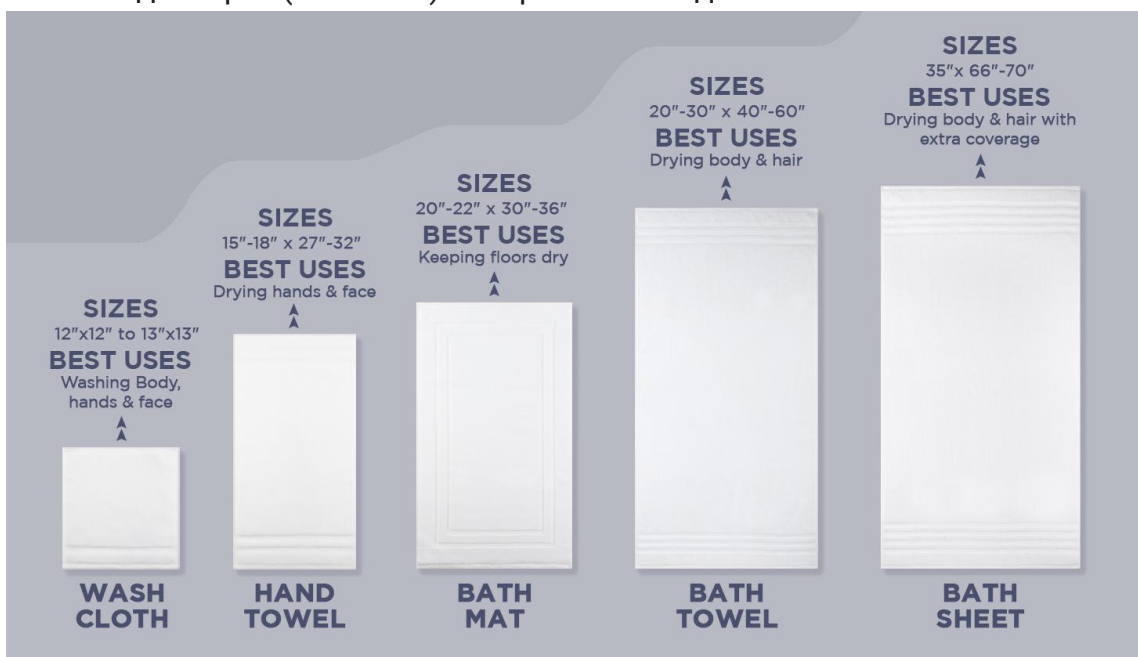 SIZES
12"x12" to 13"x13"
BEST USES
Washing Body,
hands & face
WASH
CLOTH
SIZES
15"-18" x 27"-32"
BEST USES
Drying hands & face
HAND
TOWEL
SIZES
20"-22" x 30"-36"
BEST USES
Keeping floors dry
BATH
MAT
SIZES
20"-30" x 40"-60"
BEST USES
Drying body & hair
BATH
TOWEL
SIZES
35"x 66"-70"
BEST USES
Drying body & hair with
extra coverage
BATH
SHEET